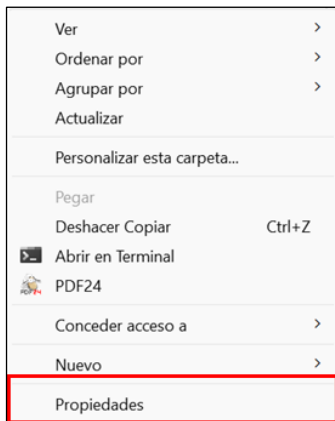 Ver
Ordenar por
Agrupar por
Actualizar
Personalizar esta carpeta...
Pegar
Deshacer Copiar Ctrl+Z
Abrir en Terminal
PDF24
Conceder acceso a
Nuevo
Propiedades